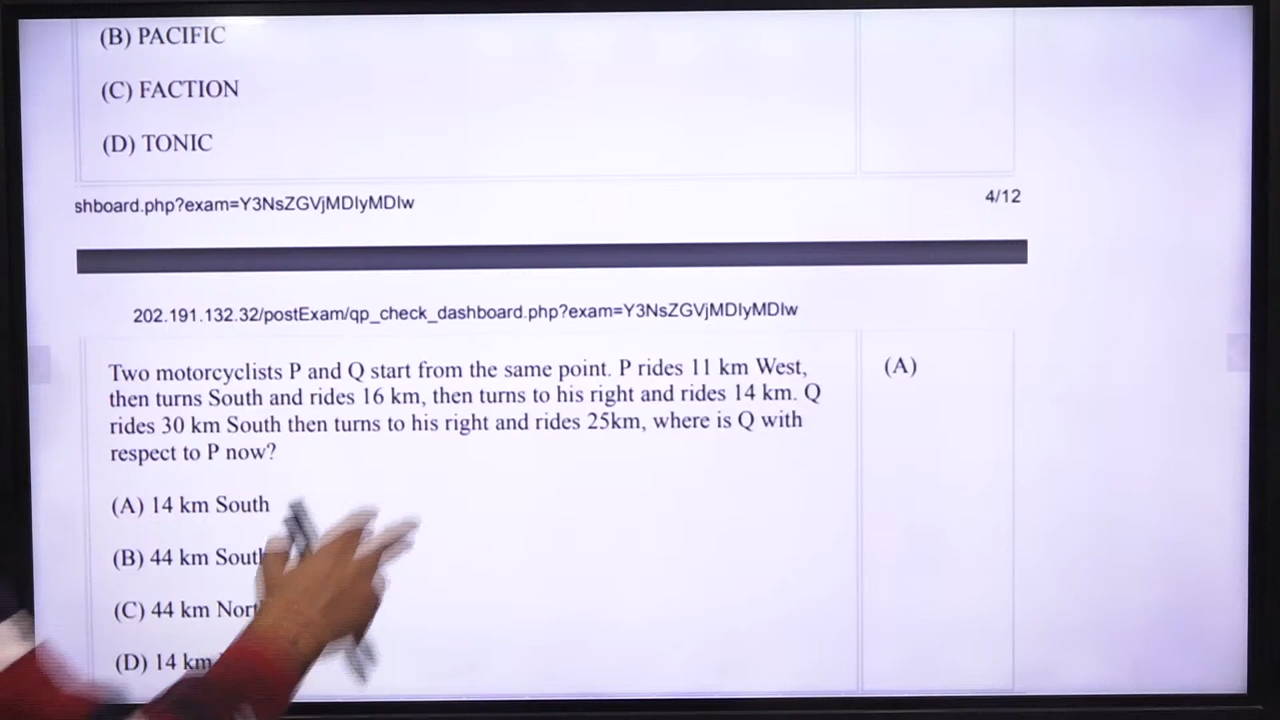 (B) PACIFIC
(C) FACTION
(D) TONIC
shboard.php?exam=Y3NsZGVjMDIyMDIw
4/12
202.191.132.32/postExam/qp_check_dashboard.php?exam=Y3NsZGVjMDIyMDIw
Two motorcyclists P and Q start from the same point. P rides 11 km West,
then turns South and rides 16 km, then turns to his right and rides 14 km. Q
rides 30 km South then turns to his right and rides 25km, where is Q with
respect to P now?
(A)
(A) 14 km South
(B) 44 km
(C) 44 km
(D) 14 km